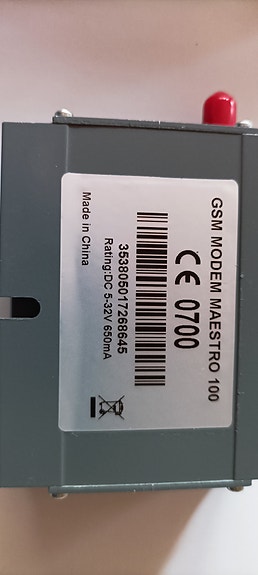 GSM MODEM MAESTRO 100
CE 0700
353805017268645
Rating:DC 5-32V 650mA
Made in China